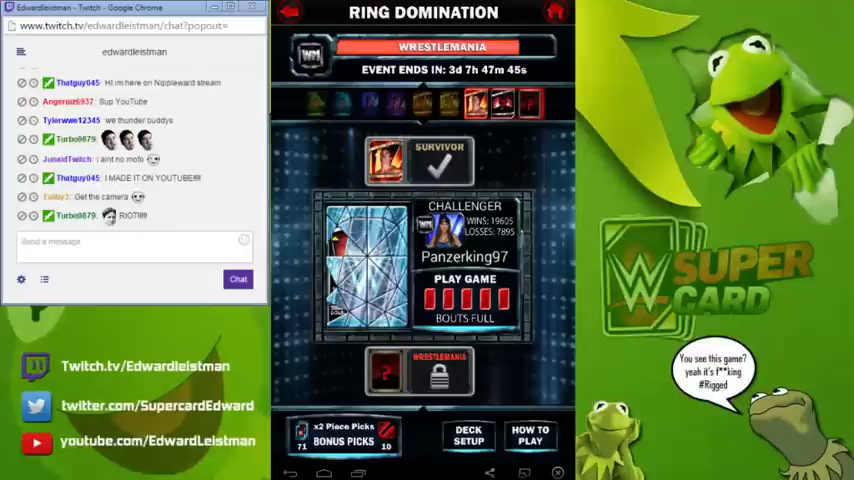 Edwardleistman - Twitch - Google Chrome
www.twitch.tv/edwardleistman/chat?popout=
edwardleistman
Thatguy045: HI im here on Nippleward stream
Angeruiz6937: Sup YouTube
Tylerwwe12345: we thunder buddys
Turbo9879:
JunaidTwitch: i aint no mofo
Thatguy045: I MADE IT ON YOUTUBE!!!!
Get the camera
Turbo9879: RIOT!!!!
Send a message
Chat
Twitch.tv/Edwardleistman
twitter.com/SupercardEdward
youtube.com/EdwardLeistman
RING DOMINATION
WM
WRESTLEMANIA
EVENT ENDS IN: 3d 7h 47m 45s
SURVIVOR
CHALLENGER
WINS: 19605
LOSSES: 7895
Panzerking97
PLAY GAME
BOUTS FULL
WRESTLEMANIA
?
x2 Piece Picks
71 BONUS PICKS 10
DECK SETUP
HOW TO PLAY
W SUPER
CARD
You see this game?
yeah it's f**king
#Rigged